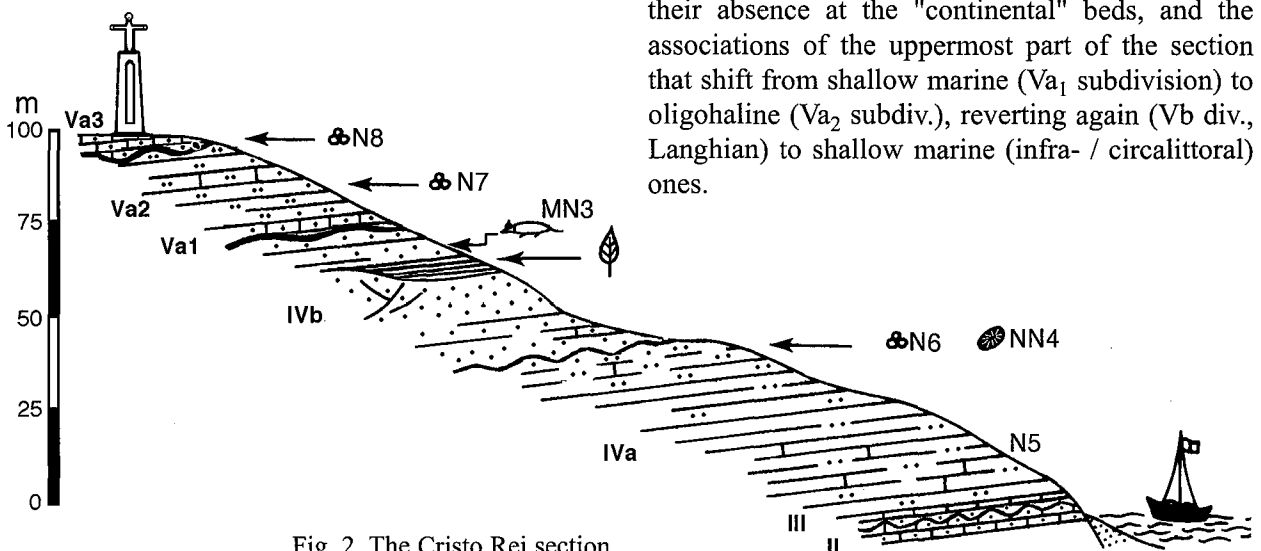 their absence at the "continental" beds, and the
associations of the uppermost part of the section
that shift from shallow marine (Va1 subdivision) to
oligohaline (Va2 subdiv.), reverting again (Vb div.,
Langhian) to shallow marine (infra- / circalittoral)
ones.
m
Va3
100
N8
N7
Va2
MN3
75
Va1
IVb
50
N6 NN4
25
N5
IVa
0
III
II
Fig. 2. The Cristo Rei section